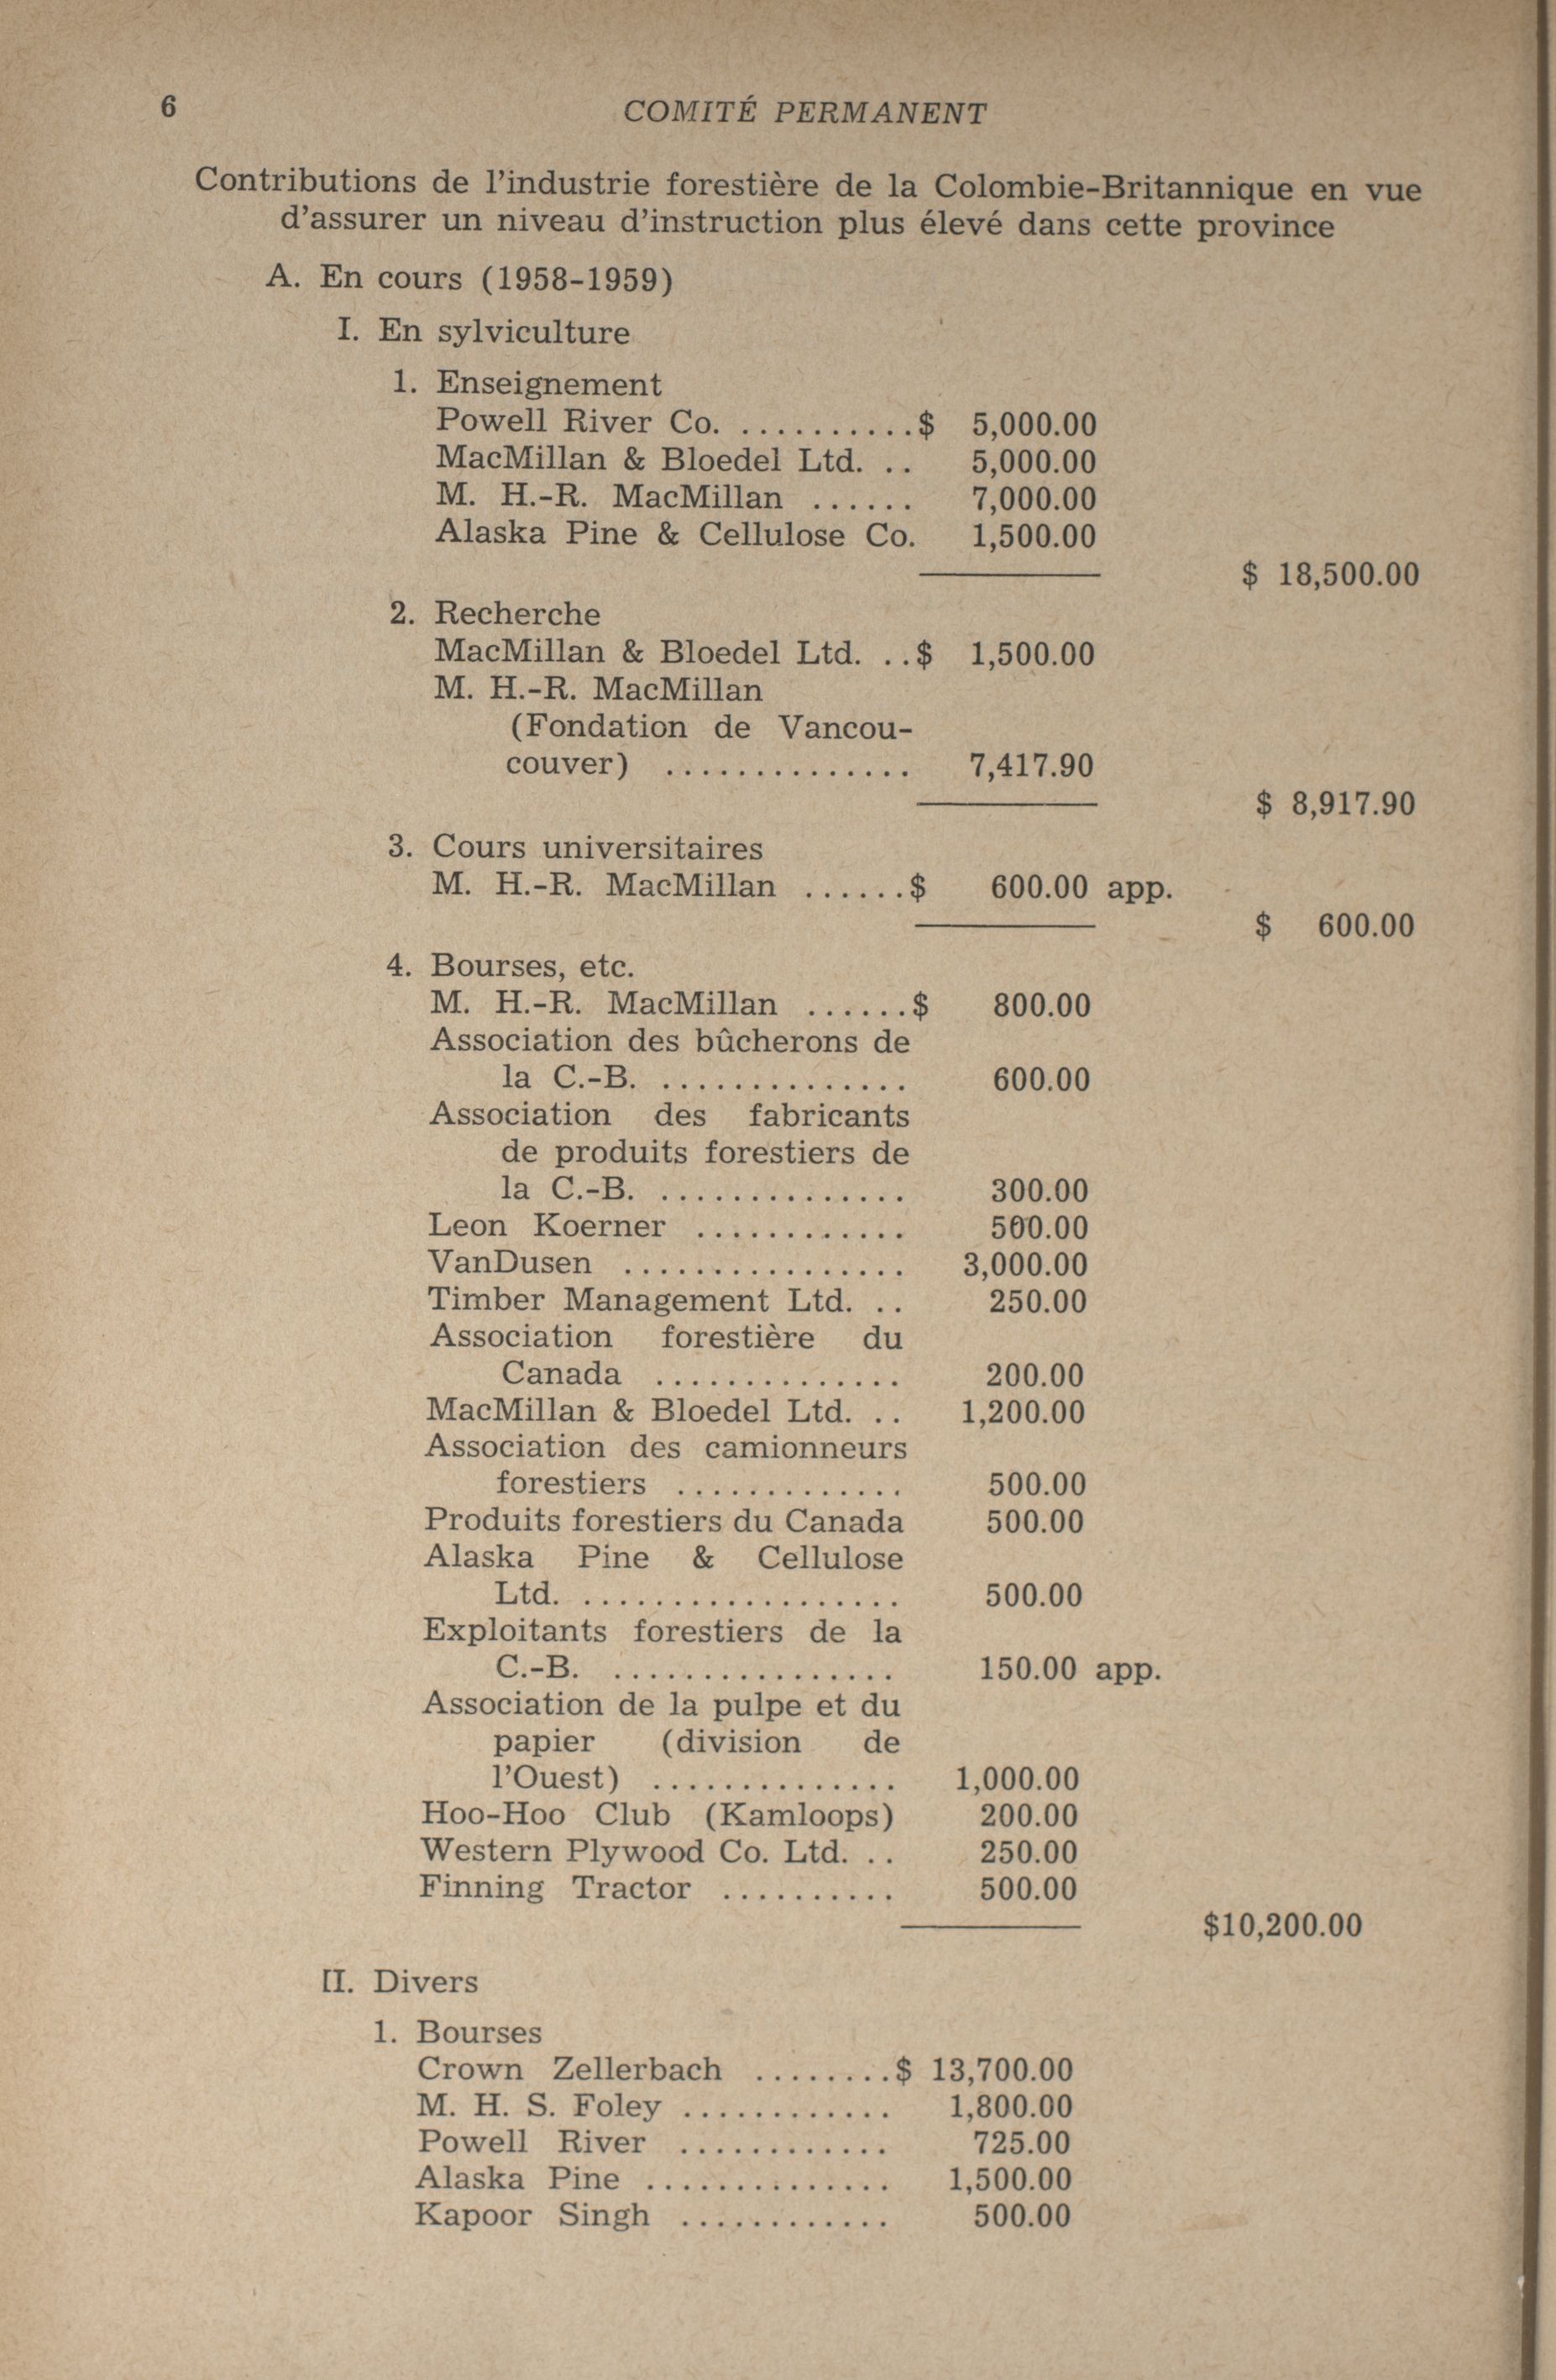 6
COMITÉ PERMANENT
Contributions de l'industrie forestière de la Colombie-Britannique en vue
d'assurer un niveau d'instruction plus élevé dans cette province
A. En cours (1958-1959)
I. En sylviculture
1. Enseignement
Powell River Co. ..........$ 5,000.00
MacMillan & Bloedel Ltd. .. 5,000.00
M. H.-R. MacMillan ...... 7,000.00
Alaska Pine & Cellulose Co. 1,500.00
$ 18,500.00
2. Recherche
MacMillan & Bloedel Ltd. ..$ 1,500.00
M. H.-R. MacMillan
(Fondation de Vancou-
couver) .............. 7,417.90
$ 8,917.90
3. Cours universitaires
M. H.-R. MacMillan ......$ 600.00 app.
$ 600.00
4. Bourses, etc.
M. H.-R. MacMillan ......$ 800.00
Association des bûcherons de
la C.-B. .............. 600.00
Association des fabricants
de produits forestiers de
la C.-B. .............. 300.00
Leon Koerner ............ 500.00
VanDusen ................ 3,000.00
Timber Management Ltd. .. 250.00
Association forestière du
Canada .............. 200.00
MacMillan & Bloedel Ltd. .. 1,200.00
Association des camionneurs
forestiers ............. 500.00
Produits forestiers du Canada 500.00
Alaska Pine & Cellulose
Ltd. .................. 500.00
Exploitants forestiers de la
C.-B. ................ 150.00 app.
Association de la pulpe et du
papier (division de
l'Ouest) .............. 1,000.00
Hoo-Hoo Club (Kamloops) 200.00
Western Plywood Co. Ltd. .. 250.00
Finning Tractor .......... 500.00
$10,200.00
II. Divers
1. Bourses
Crown Zellerbach ........$ 13,700.00
M. H. S. Foley ............ 1,800.00
Powell River ............ 725.00
Alaska Pine .............. 1,500.00
Kapoor Singh ............ 500.00